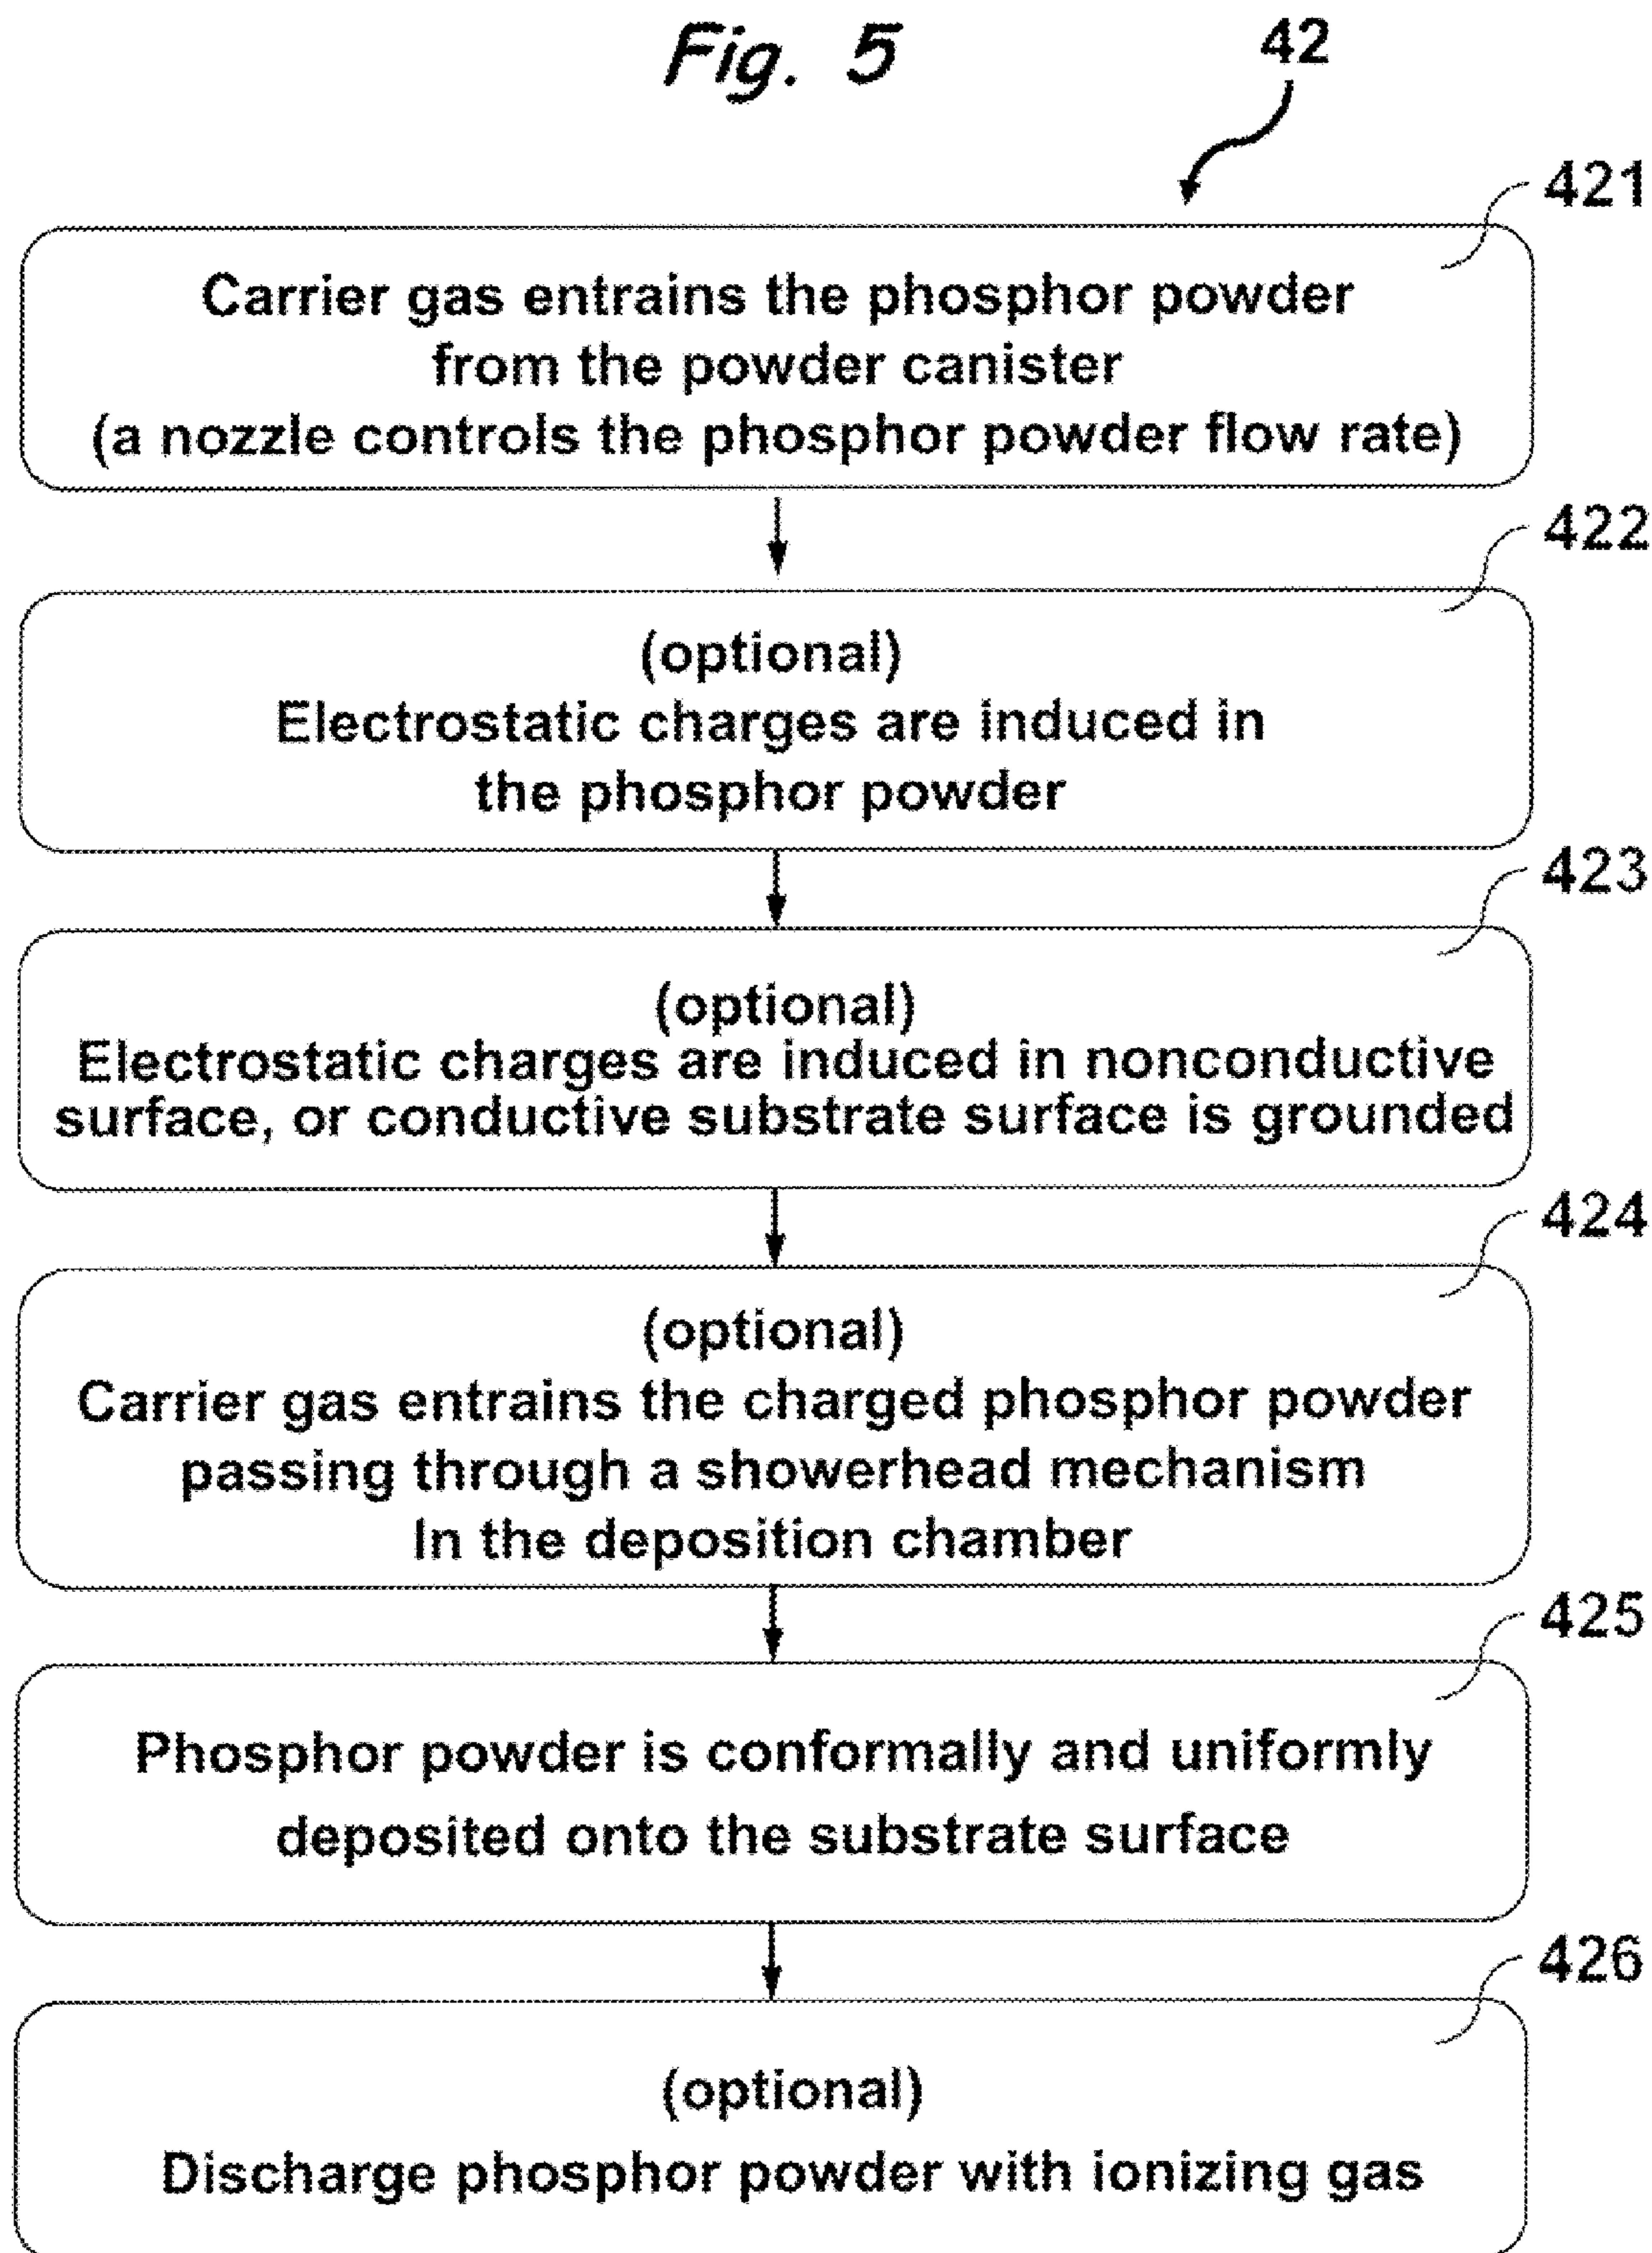 Fig. 5
42
421
Carrier gas entrains the phosphor powder
from the powder canister
(a nozzle controls the phosphor powder flow rate)
422
(optional)
Electrostatic charges are induced in
the phosphor powder
423
(optional)
Electrostatic charges are induced in nonconductive
surface, or conductive substrate surface is grounded
424
(optional)
Carrier gas entrains the charged phosphor powder
passing through a showerhead mechanism
In the deposition chamber
425
Phosphor powder is conformally and uniformly
deposited onto the substrate surface
426
(optional)
Discharge phosphor powder with ionizing gas